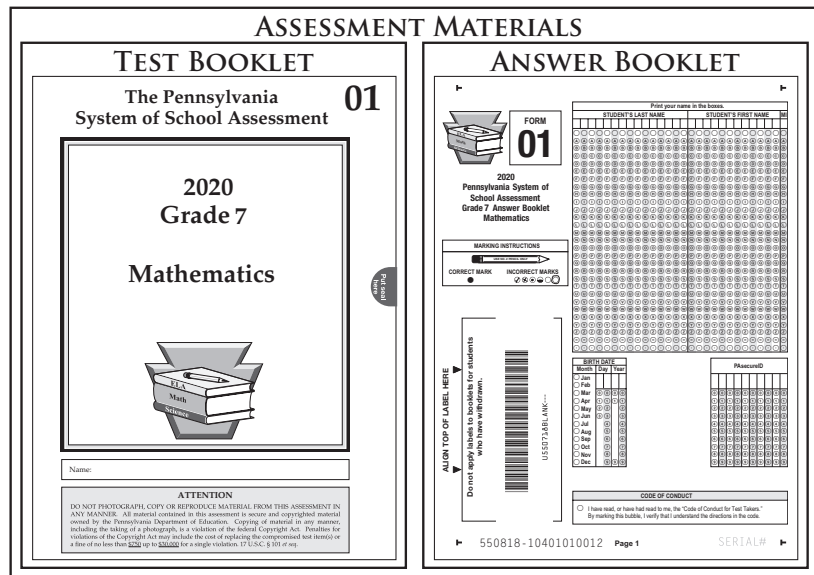 ASSESSMENT MATERIALS
TEST BOOKLET
The Pennsylvania
System of School Assessment
01
2020
Grade 7
Mathematics
Put seal
here
ELA
Math
Science
Name:
ATTENTION
DO NOT PHOTOGRAPH, COPY OR REPRODUCE MATERIAL FROM THIS ASSESSMENT IN
ANY MANNER. All material contained in this assessment is secure and copyrighted material
owned by the Pennsylvania Department of Education. Copying of material in any manner,
including the taking of a photograph, is a violation of the federal Copyright Act. Penalties for
violations of the Copyright Act may include the cost of replacing the compromised test item(s) or
a fine of no less than $750 up to $30,000 for a single violation. 17 U.S.C. § 101 et seq.
ANSWER BOOKLET
ELA
Math
Science
FORM
01
2020
Pennsylvania System of
School Assessment
Grade 7 Answer Booklet
Mathematics
MARKING INSTRUCTIONS
CORRECT MARK
INCORRECT MARKS
ALIGN TOP OF LABEL HERE
Do not apply labels to booklets for students
who have withdrawn.
Print your name in the boxes.
STUDENT'S LAST NAME
STUDENT'S FIRST NAME
MI
BIRTH DATE
Month Day Year
Jan
Feb
Mar
Apr
May
Jun
Jul
Aug
Sep
Oct
Nov
Dec
PAsecureID
CODE OF CONDUCT
I have read, or have had read to me, the "Code of Conduct for Test Takers."
By marking this bubble, I verify that I understand the directions in the code.
550818-10401010012
Page 1
SERIAL#